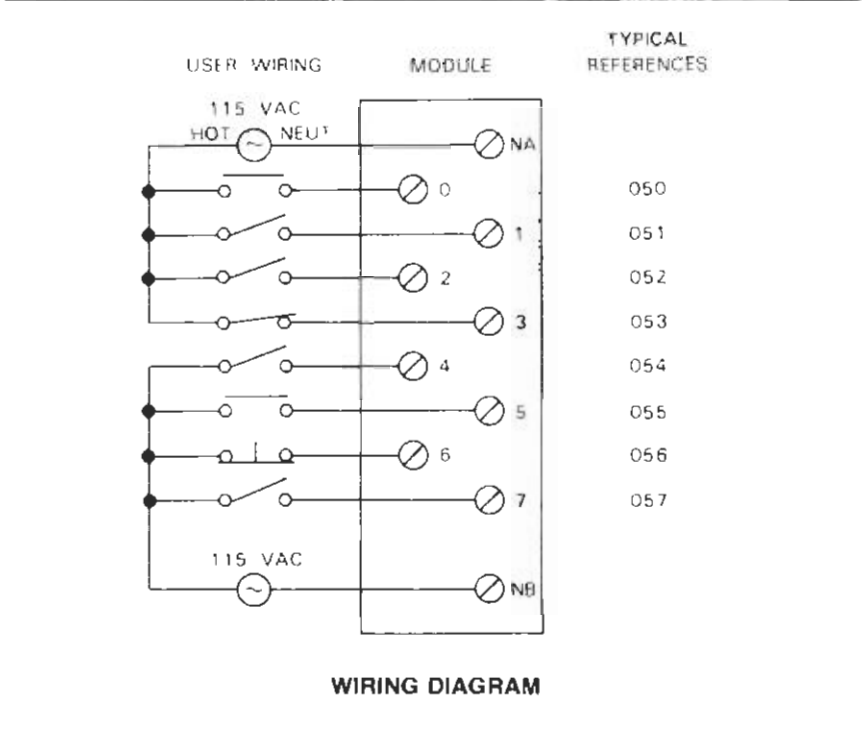 TYPICAL
USER WIRING MODULE REFERENCES
115 VAC
HOT NEUT
~ NA
0 050
1 051
2 052
3 053
4 054
5 055
6 056
7 057
115 VAC
~ NB
WIRING DIAGRAM